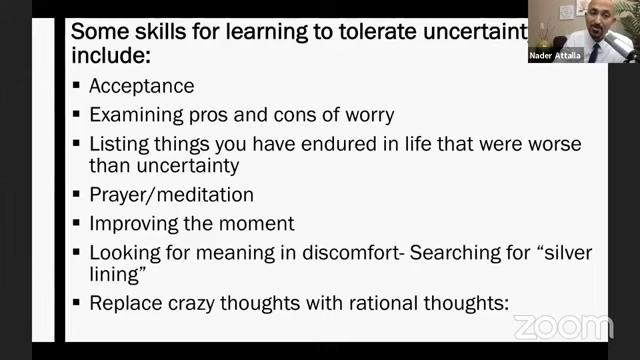 Some skills for learning to tolerate
include:
▪ Acceptance
▪ Examining pros and cons of worry
▪ Listing things you have endured in life that were worse
than uncertainty
▪ Prayer/meditation
▪ Improving the moment
▪ Looking for meaning in discomfort- Searching for “silver
lining”
▪ Replace crazy thoughts with rational thoughts:
Nader Attalla
zoom